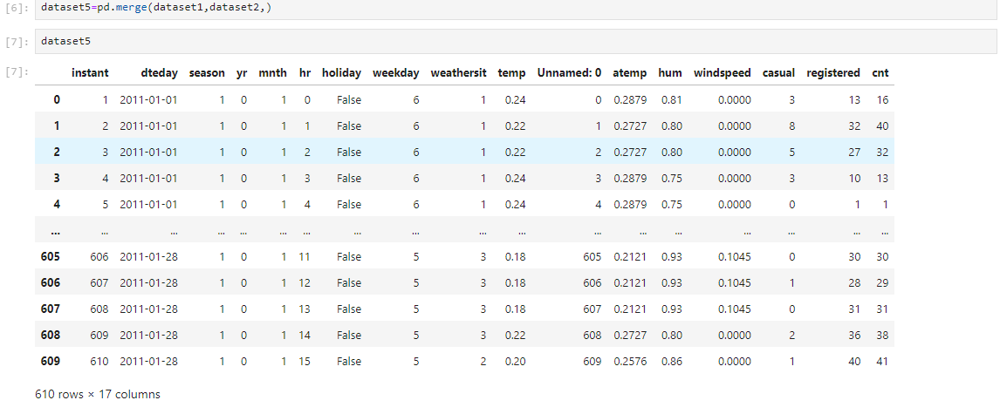 [6]: dataset5=pd.merge(dataset1,dataset2,)
[7]: dataset5
[7]: instant dteday season yr mnth hr holiday weekday weathersit temp Unnamed: 0 atemp hum windspeed casual registered cnt
0 1 2011-01-01 1 0 1 0 False 6 1 0.24 0 0.2879 0.81 0.0000 3 13 16
1 2 2011-01-01 1 0 1 1 False 6 1 0.22 1 0.2727 0.80 0.0000 8 32 40
2 3 2011-01-01 1 0 1 2 False 6 1 0.22 2 0.2727 0.80 0.0000 5 27 32
3 4 2011-01-01 1 0 1 3 False 6 1 0.24 3 0.2879 0.75 0.0000 3 10 13
4 5 2011-01-01 1 0 1 4 False 6 1 0.24 4 0.2879 0.75 0.0000 0 1 1
... ... ... ... ... ... ... ... ... ... ... ... ... ... ... ... ... ...
605 606 2011-01-28 1 0 1 11 False 5 3 0.18 605 0.2121 0.93 0.1045 0 30 30
606 607 2011-01-28 1 0 1 12 False 5 3 0.18 606 0.2121 0.93 0.1045 1 28 29
607 608 2011-01-28 1 0 1 13 False 5 3 0.18 607 0.2121 0.93 0.1045 0 31 31
608 609 2011-01-28 1 0 1 14 False 5 3 0.22 608 0.2727 0.80 0.0000 2 36 38
609 610 2011-01-28 1 0 1 15 False 5 2 0.20 609 0.2576 0.86 0.0000 1 40 41
610 rows × 17 columns